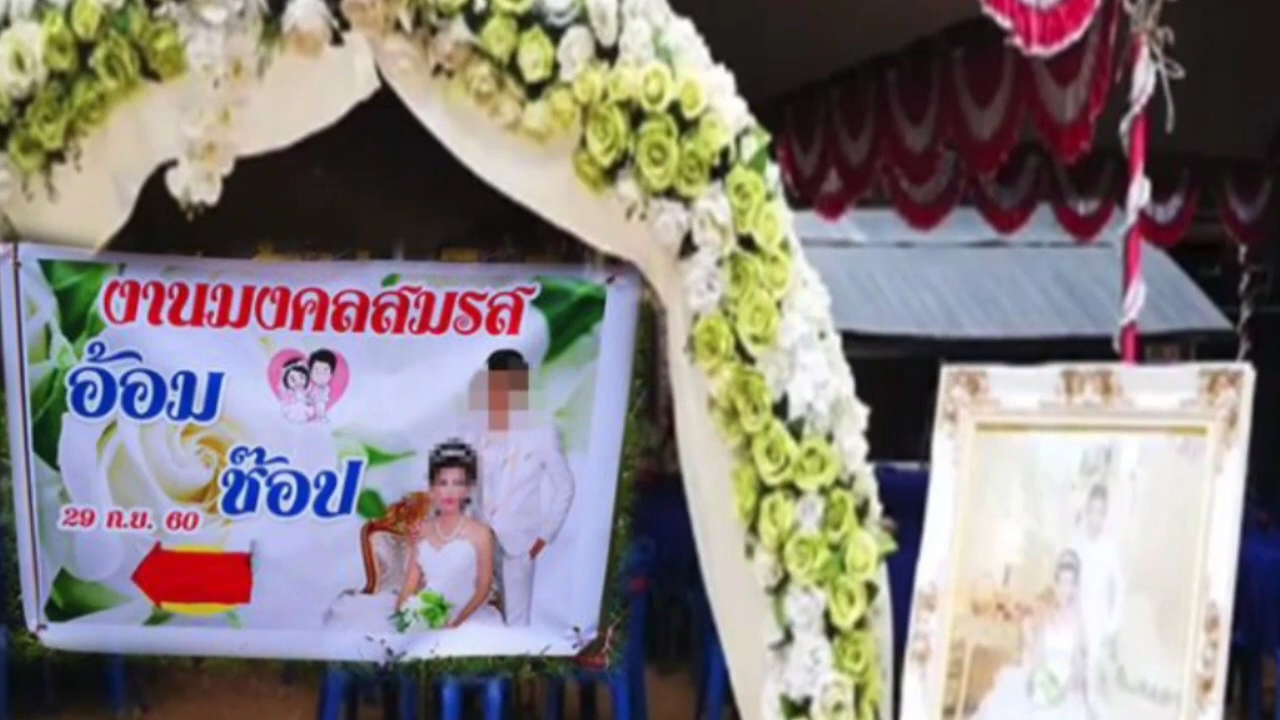 งานมงคลสมรส
อ้อม
ช๊อป
29 ก.ย. 60